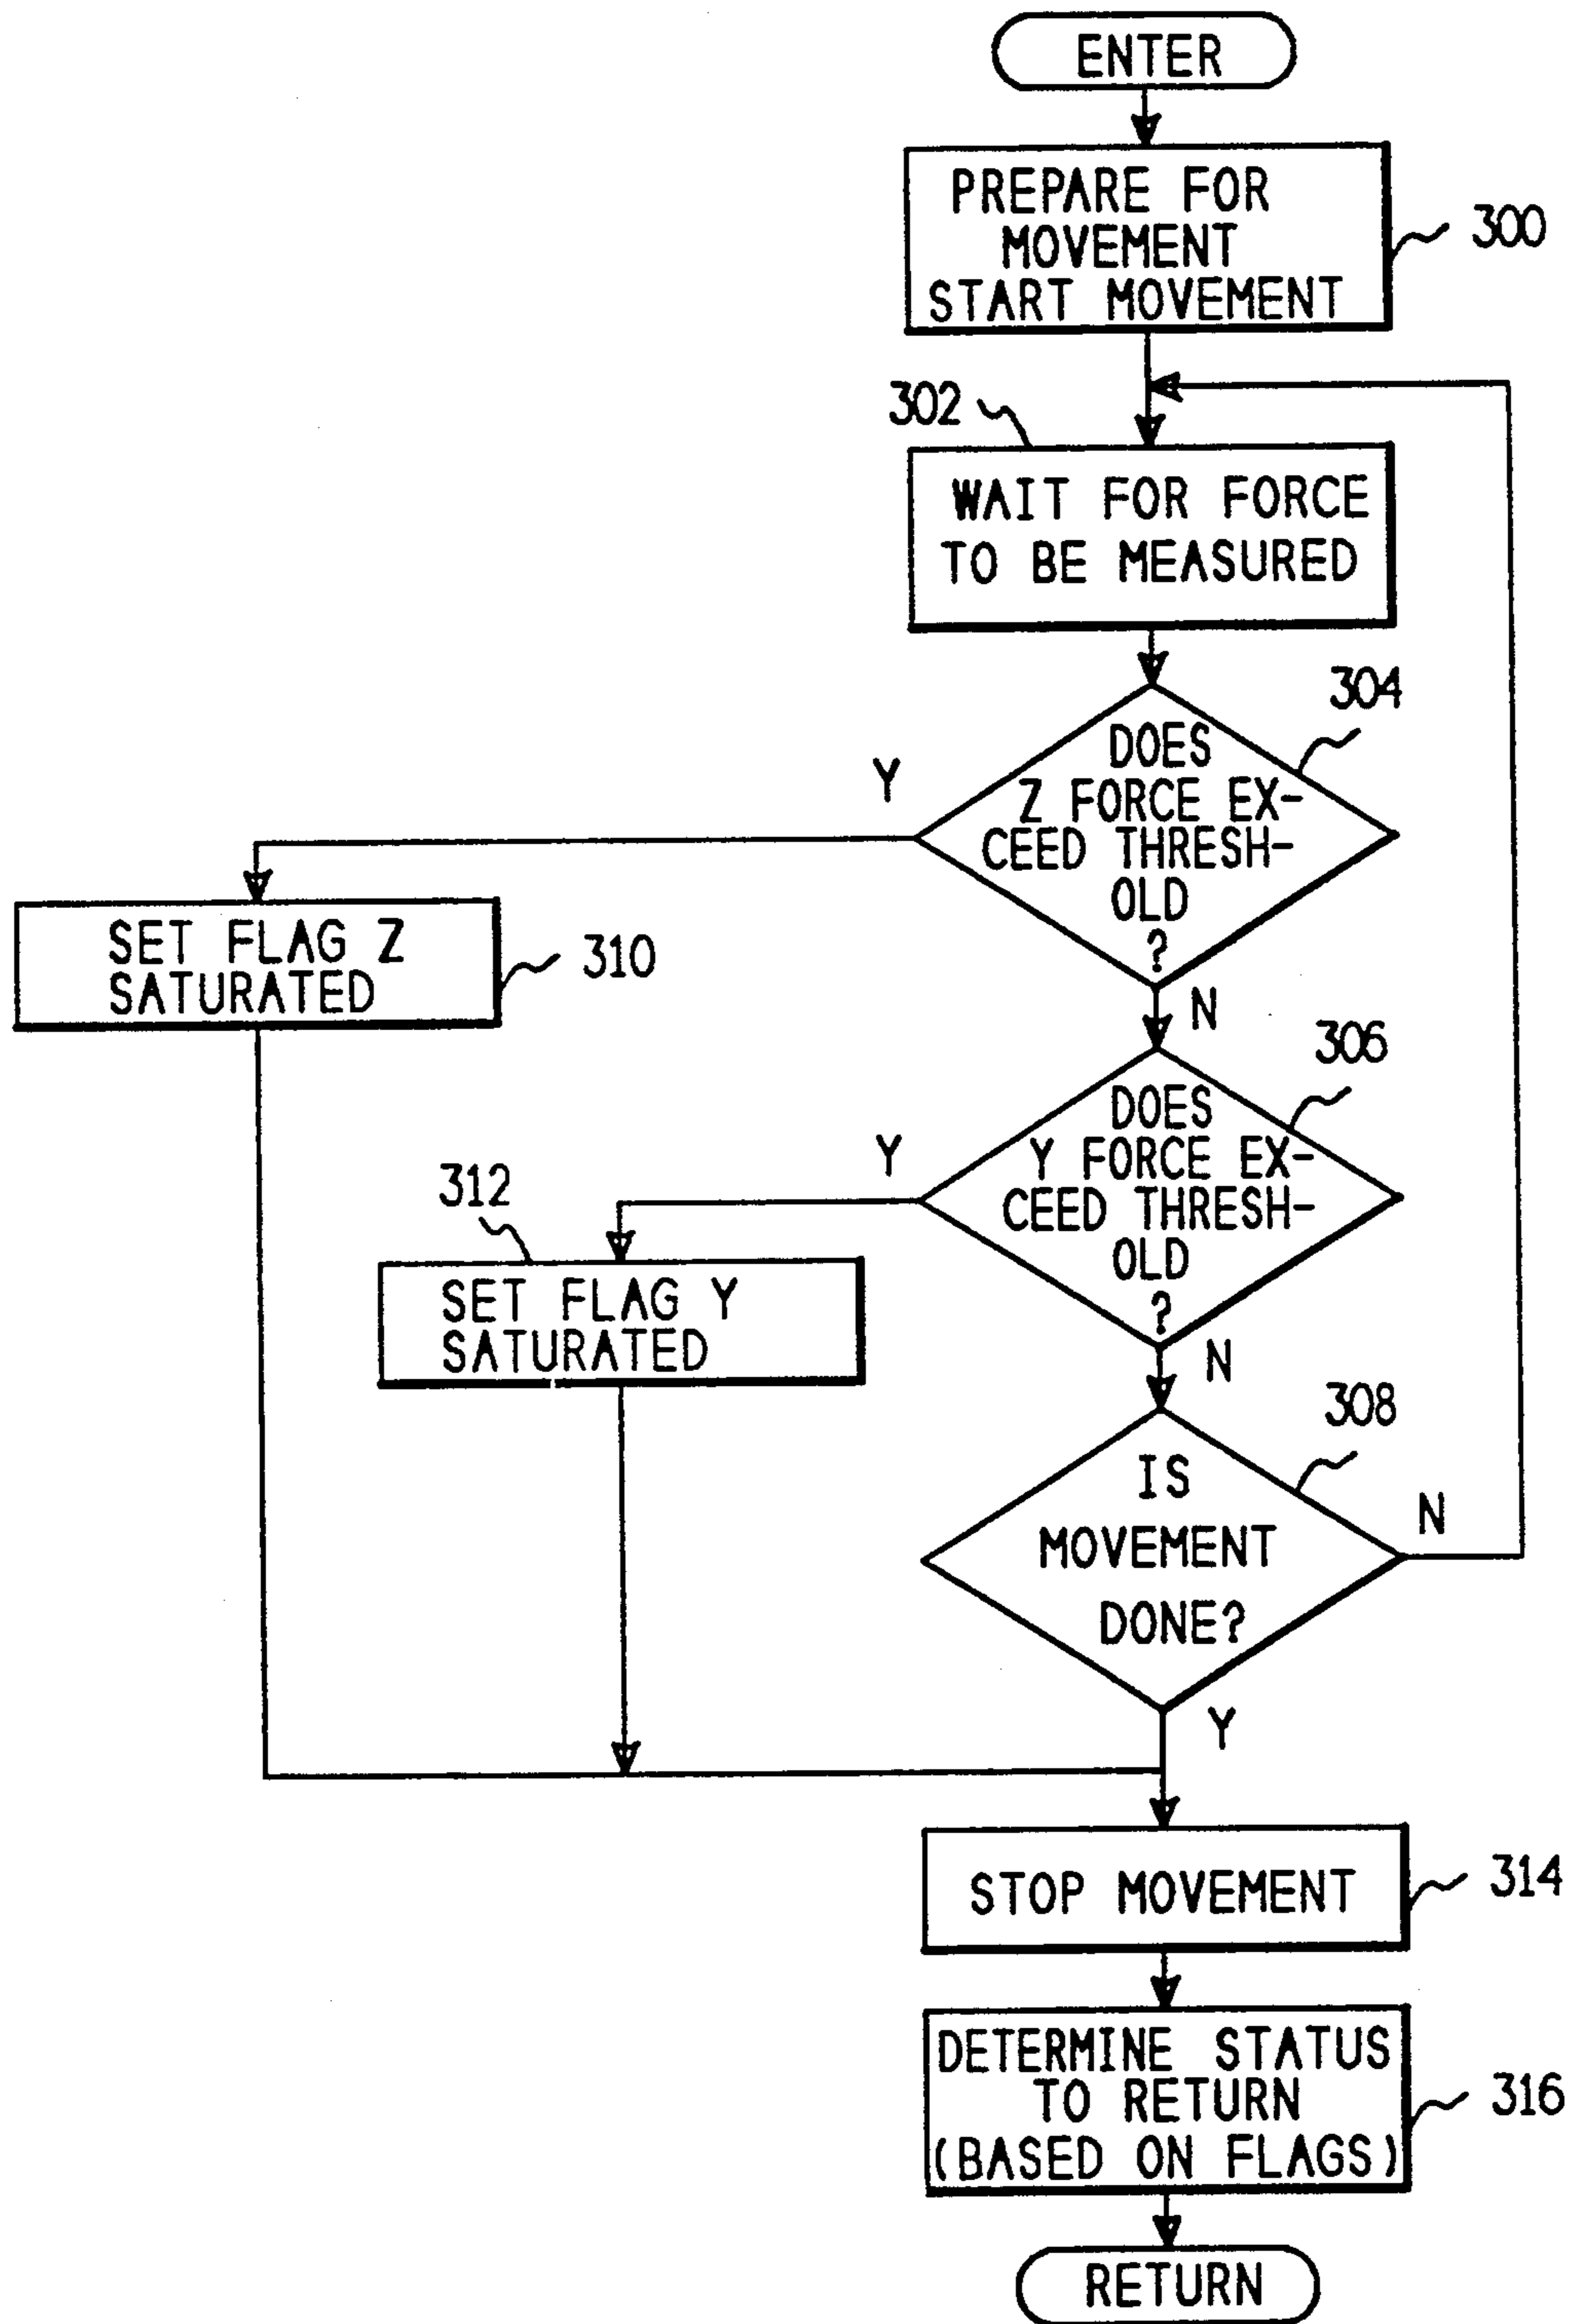 ENTER
PREPARE FOR
MOVEMENT
START MOVEMENT
300
302
WAIT FOR FORCE
TO BE MEASURED
304
DOES
Z FORCE EX-
CEED THRESH-
OLD
?
Y
N
SET FLAG Z
SATURATED
310
306
DOES
Y FORCE EX-
CEED THRESH-
OLD
?
Y
N
312
SET FLAG Y
SATURATED
308
IS
MOVEMENT
DONE?
N
Y
STOP MOVEMENT
314
DETERMINE STATUS
TO RETURN
(BASED ON FLAGS)
316
RETURN